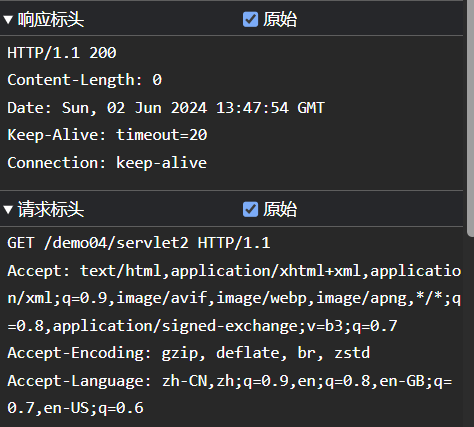 响应标头 原始
HTTP/1.1 200
Content-Length: 0
Date: Sun, 02 Jun 2024 13:47:54 GMT
Keep-Alive: timeout=20
Connection: keep-alive
请求标头 原始
GET /demo04/servlet2 HTTP/1.1
Accept: text/html,application/xhtml+xml,applicatio
n/xml;q=0.9,image/avif,image/webp,image/apng,*/*;q
=0.8,application/signed-exchange;v=b3;q=0.7
Accept-Encoding: gzip, deflate, br, zstd
Accept-Language: zh-CN,zh;q=0.9,en;q=0.8,en-GB;q=
0.7,en-US;q=0.6